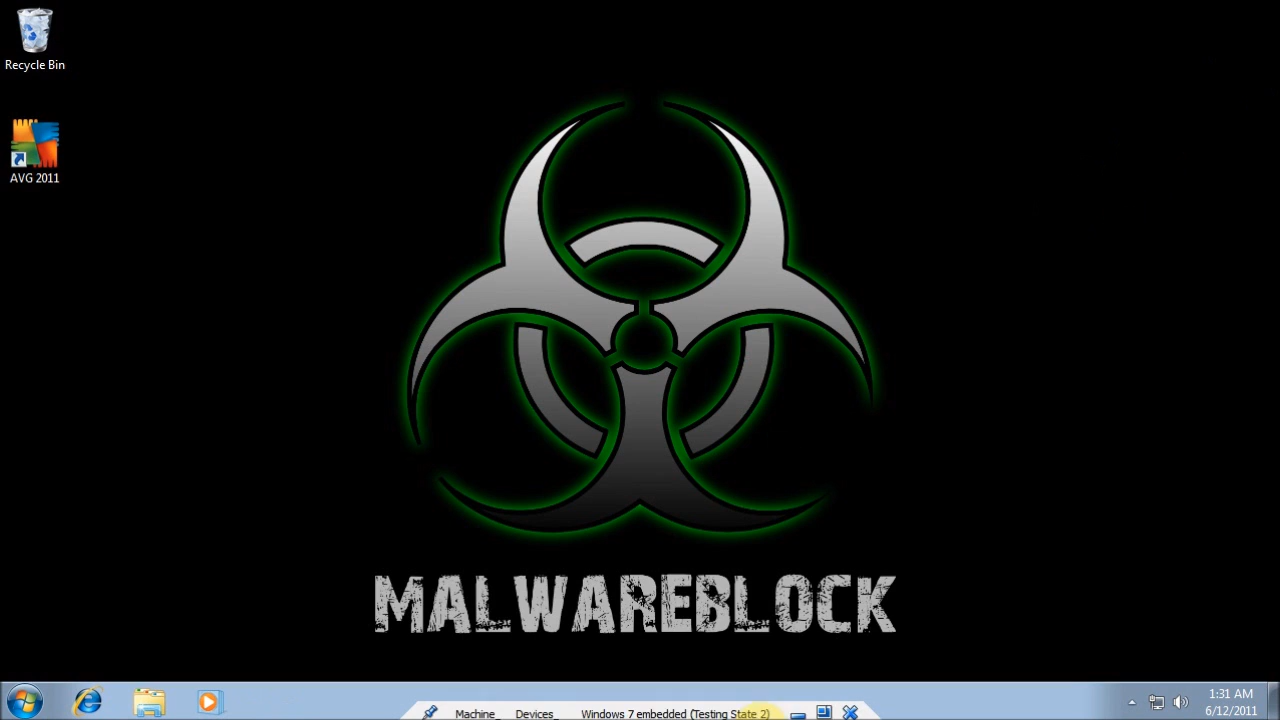 Recycle Bin
AVG 2011
MALWAREBLOCK
Machine Devices Windows 7 embedded (Testing State 2)
1:31 AM
6/12/2011